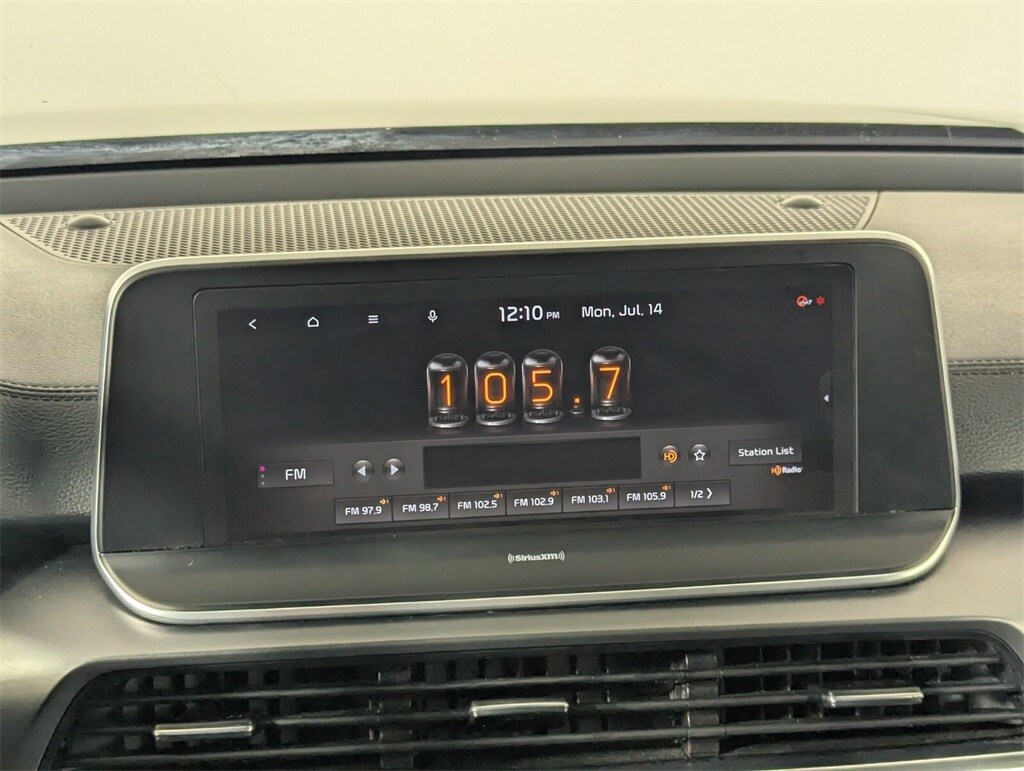 12:10 PM Mon, Jul. 14
105.7
FM
HD
Station List
HD Radio
FM 97.9 FM 98.7 FM 102.5 FM 102.9 FM 103.1 FM 105.9 1/2
((SiriusXM))